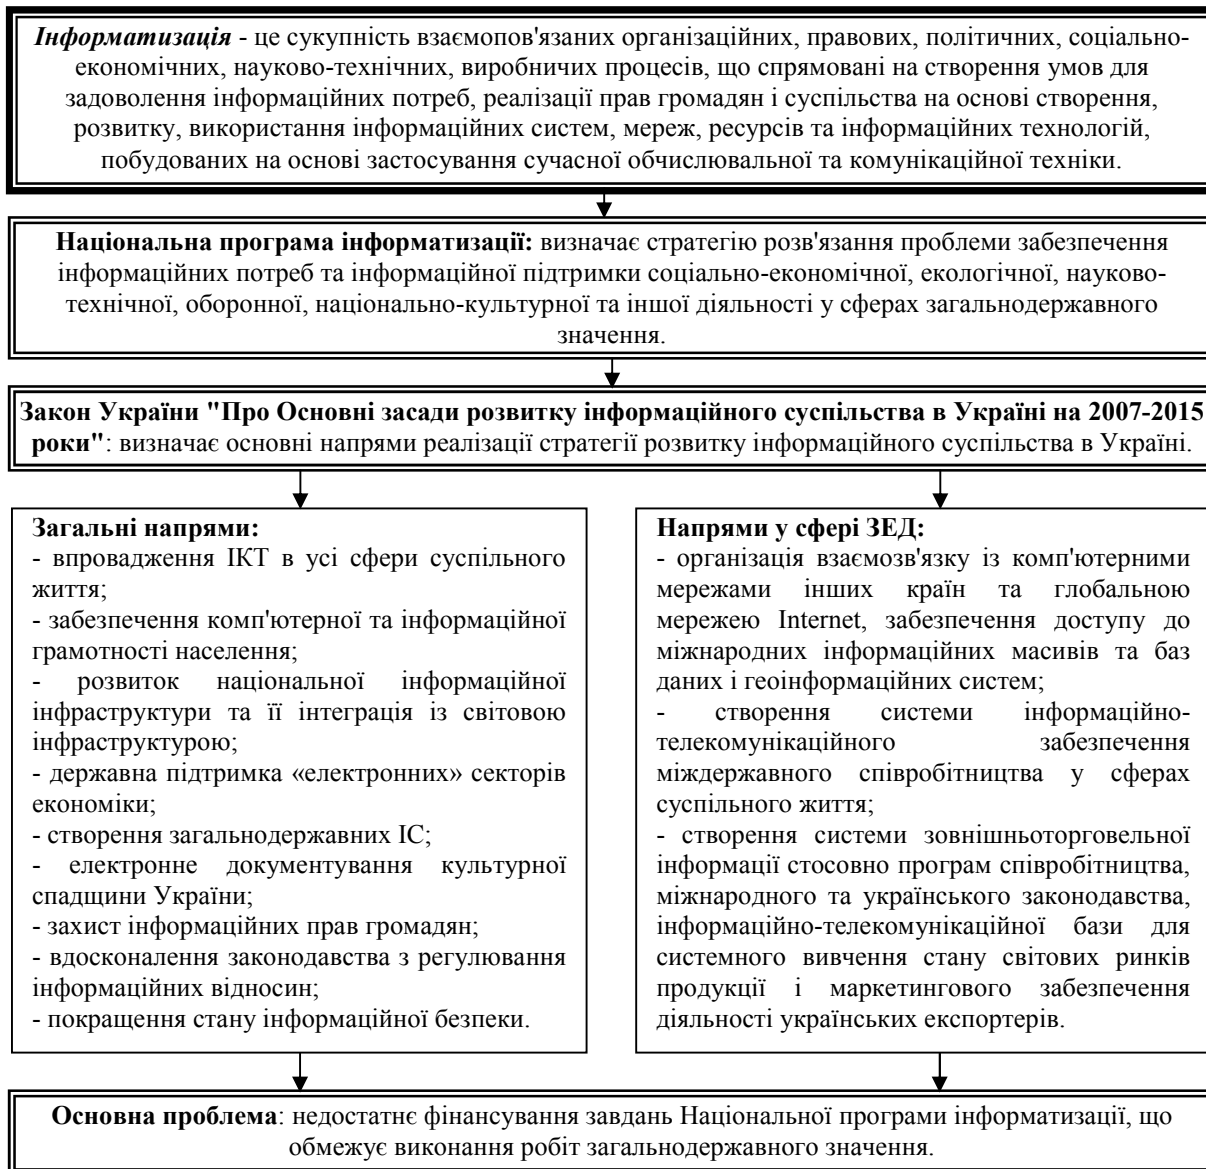 Інформатизація - це сукупність взаємопов'язаних організаційних, правових, політичних, соціально-
економічних, науково-технічних, виробничих процесів, що спрямовані на створення умов для
задоволення інформаційних потреб, реалізації прав громадян і суспільства на основі створення,
розвитку, використання інформаційних систем, мереж, ресурсів та інформаційних технологій,
побудованих на основі застосування сучасної обчислювальної та комунікаційної техніки.
Національна програма інформатизації: визначає стратегію розв'язання проблеми забезпечення
інформаційних потреб та інформаційної підтримки соціально-економічної, екологічної, науково-
технічної, оборонної, національно-культурної та іншої діяльності у сферах загальнодержавного
значення.
Закон України "Про Основні засади розвитку інформаційного суспільства в Україні на 2007-2015
роки": визначає основні напрями реалізації стратегії розвитку інформаційного суспільства в Україні.
Загальні напрями:
- впровадження ІКТ в усі сфери суспільного
життя;
- забезпечення комп'ютерної та інформаційної
грамотності населення;
- розвиток національної інформаційної
інфраструктури та її інтеграція із світовою
інфраструктурою;
- державна підтримка «електронних» секторів
економіки;
- створення загальнодержавних ІС;
- електронне документування культурної
спадщини України;
- захист інформаційних прав громадян;
- вдосконалення законодавства з регулювання
інформаційних відносин;
- покращення стану інформаційної безпеки.
Напрями у сфері ЗЕД:
- організація взаємозв'язку із комп'ютерними
мережами інших країн та глобальною
мережею Internet, забезпечення доступу до
міжнародних інформаційних масивів та баз
даних і геоінформаційних систем;
- створення системи інформаційно-
телекомунікаційного забезпечення
міждержавного співробітництва у сферах
суспільного життя;
- створення системи зовнішньоторговельної
інформації стосовно програм співробітництва,
міжнародного та українського законодавства,
інформаційно-телекомунікаційної бази для
системного вивчення стану світових ринків
продукції і маркетингового забезпечення
діяльності українських експортерів.
Основна проблема: недостатнє фінансування завдань Національної програми інформатизації, що
обмежує виконання робіт загальнодержавного значення.